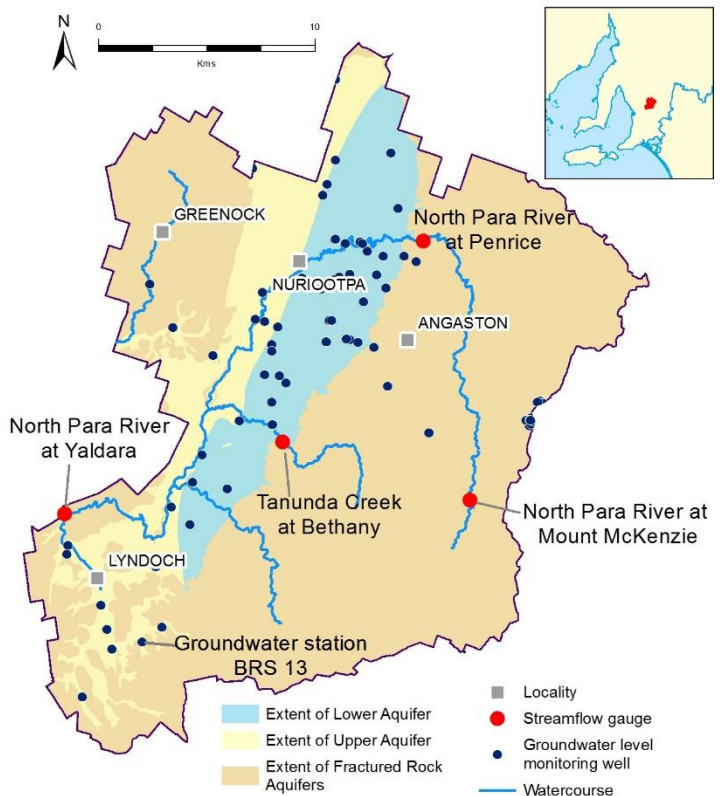 N
0
10
Kms
GREENOCK
North Para River
at Penrice
NURIOOTPA
ANGASTON
North Para River
at Yaldara
Tanunda Creek
at Bethany
North Para River at
Mount McKenzie
LYNDOCH
Groundwater station
BRS 13
Extent of Lower Aquifer
Extent of Upper Aquifer
Extent of Fractured Rock
Aquifers
Locality
Streamflow gauge
Groundwater level
monitoring well
Watercourse